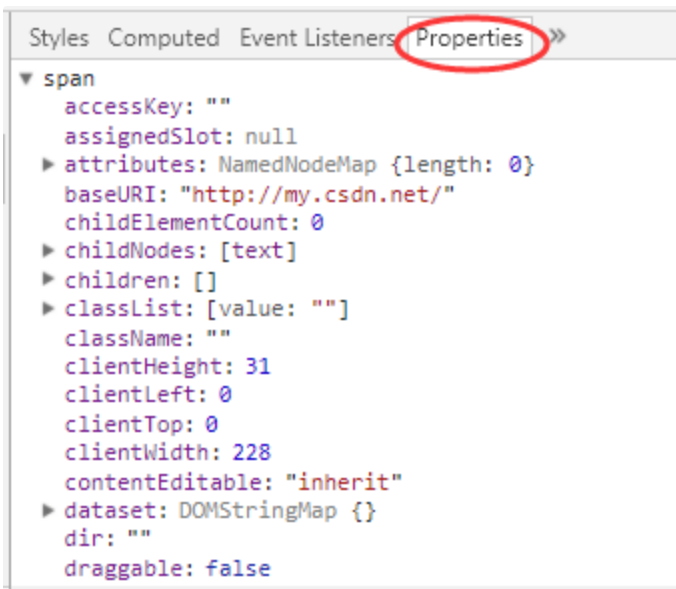 Styles Computed Event Listeners Properties »
span
accessKey: ""
assignedSlot: null
attributes: NamedNodeMap {length: 0}
baseURI: "http://my.csdn.net/"
childElementCount: 0
childNodes: [text]
children: []
classList: [value: ""]
className: ""
clientHeight: 31
clientLeft: 0
clientTop: 0
clientWidth: 228
contentEditable: "inherit"
dataset: DOMStringMap {}
dir: ""
draggable: false